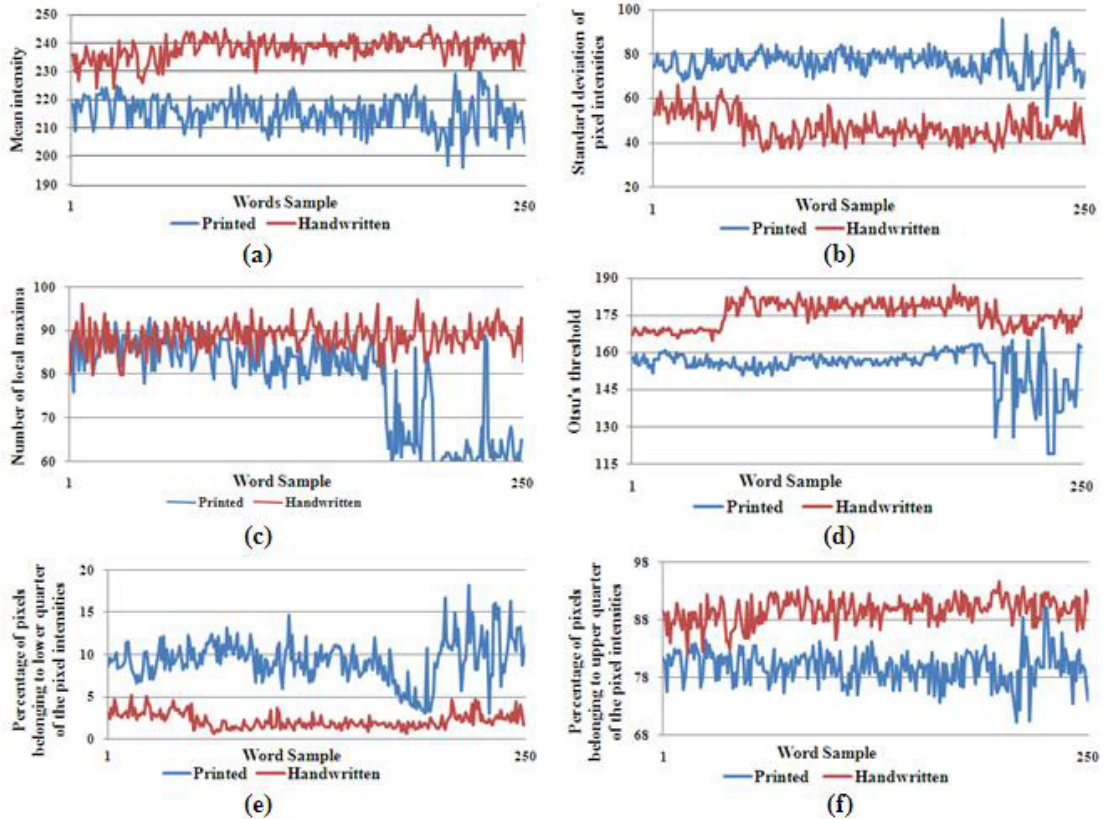 250
240
230
220
210
200
190
Mean intensity
1
Words Sample
250
Printed Handwritten
(a)
100
80
60
40
20
Standard deviation of
pixel intensities
1
Word Sample
250
Printed Handwritten
(b)
100
90
80
70
60
Number of local maxima
1
Word Sample
250
Printed Handwritten
(c)
190
175
160
145
130
115
Otsu's threshold
1
Word Sample
250
Printed Handwritten
(d)
20
15
10
5
0
Percentage of pixels
belonging to lower quarter
of the pixel intensities
1
Word Sample
250
Printed Handwritten
(e)
98
88
78
68
Percentage of pixels
belonging to upper quarter
of the pixel intensities
1
Word Sample
250
Printed Handwritten
(f)